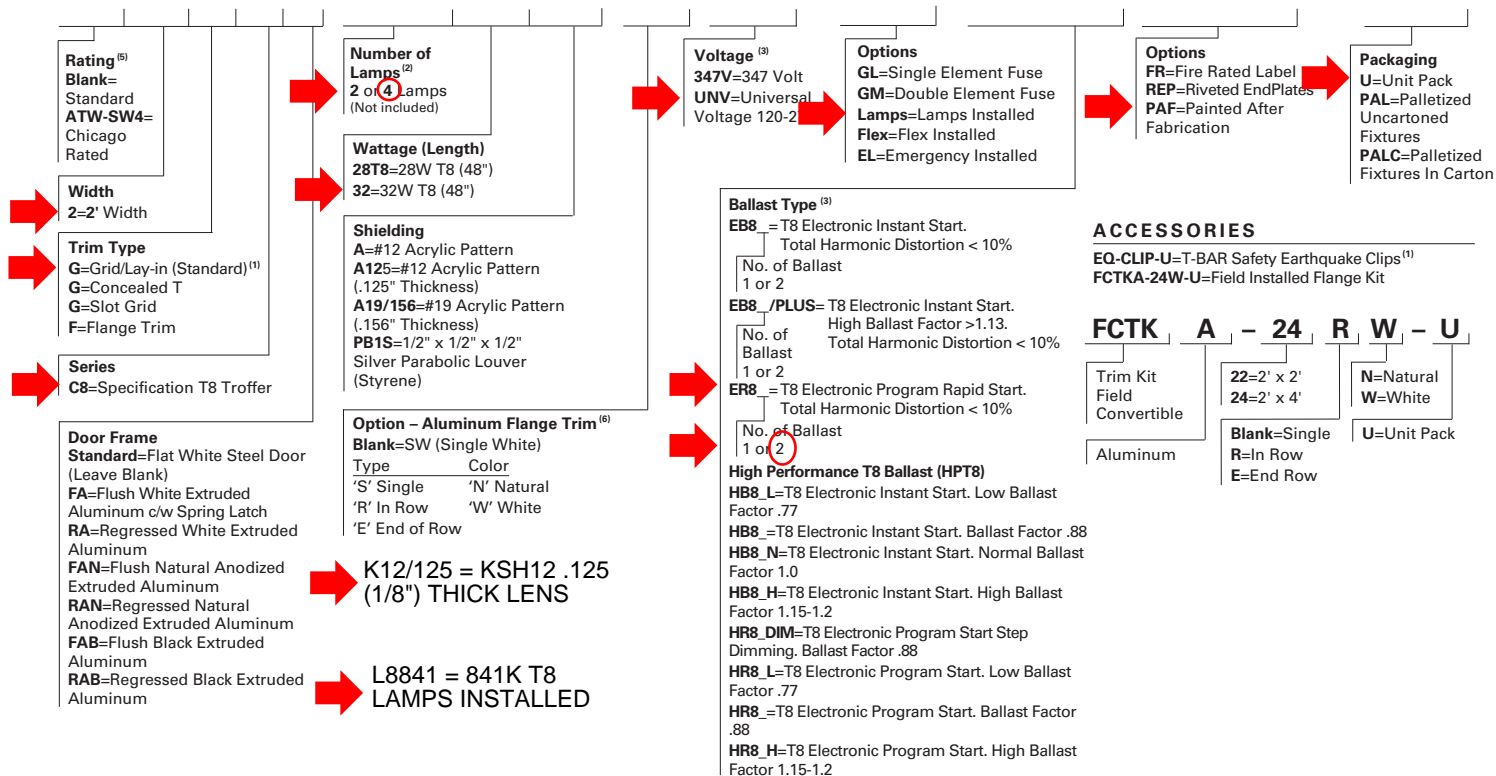 Rating (5)
Blank=
Standard
ATW-SW4=
Chicago
Rated
Width
2=2' Width
Trim Type
G=Grid/Lay-in (Standard) (1)
G=Concealed T
G=Slot Grid
F=Flange Trim
Series
C8=Specification T8 Troffer
Door Frame
Standard=Flat White Steel Door
(Leave Blank)
FA=Flush White Extruded
Aluminum c/w Spring Latch
RA=Regressed White Extruded
Aluminum
FAN=Flush Natural Anodized
Extruded Aluminum
RAN=Regressed Natural
Anodized Extruded Aluminum
FAB=Flush Black Extruded
Aluminum
RAB=Regressed Black Extruded
Aluminum
Number of
Lamps (2)
2 or 4 Lamps
(Not included)
Wattage (Length)
28T8=28W T8 (48")
32=32W T8 (48")
Shielding
A=#12 Acrylic Pattern
A125=#12 Acrylic Pattern
(.125" Thickness)
A19/156=#19 Acrylic Pattern
(.156" Thickness)
PB1S=1/2" x 1/2" x 1/2"
Silver Parabolic Louver
(Styrene)
Option – Aluminum Flange Trim (6)
Blank=SW (Single White)
Type Color
'S' Single 'N' Natural
'R' In Row 'W' White
'E' End of Row
K12/125 = KSH12 .125
(1/8") THICK LENS
L8841 = 841K T8
LAMPS INSTALLED
Voltage (3)
347V=347 Volt
UNV=Universal
Voltage 120-2
Options
GL=Single Element Fuse
GM=Double Element Fuse
Lamps=Lamps Installed
Flex=Flex Installed
EL=Emergency Installed
Ballast Type (3)
EB8_=T8 Electronic Instant Start.
Total Harmonic Distortion < 10%
No. of Ballast
1 or 2
EB8_/PLUS= T8 Electronic Instant Start.
High Ballast Factor >1.13.
Total Harmonic Distortion < 10%
No. of
Ballast
1 or 2
ER8_=T8 Electronic Program Rapid Start.
Total Harmonic Distortion < 10%
No. of Ballast
1 or 2
High Performance T8 Ballast (HPT8)
HB8_L=T8 Electronic Instant Start. Low Ballast
Factor .77
HB8_=T8 Electronic Instant Start. Ballast Factor .88
HB8_N=T8 Electronic Instant Start. Normal Ballast
Factor 1.0
HB8_H=T8 Electronic Instant Start. High Ballast
Factor 1.15-1.2
HR8_DIM=T8 Electronic Program Start Step
Dimming. Ballast Factor .88
HR8_L=T8 Electronic Program Start. Low Ballast
Factor .77
HR8_=T8 Electronic Program Start. Ballast Factor
.88
HR8_H=T8 Electronic Program Start. High Ballast
Factor 1.15-1.2
Options
FR=Fire Rated Label
REP=Riveted EndPlates
PAF=Painted After
Fabrication
Packaging
U=Unit Pack
PAL=Palletized
Uncartoned
Fixtures
PALC=Palletized
Fixtures In Carton
ACCESSORIES
EQ-CLIP-U=T-BAR Safety Earthquake Clips (1)
FCTKA-24W-U=Field Installed Flange Kit
FCTK A – 24 R W – U
Trim Kit
Field
Convertible
Aluminum
22=2' x 2'
24=2' x 4'
Blank=Single
R=In Row
E=End Row
N=Natural
W=White
U=Unit Pack